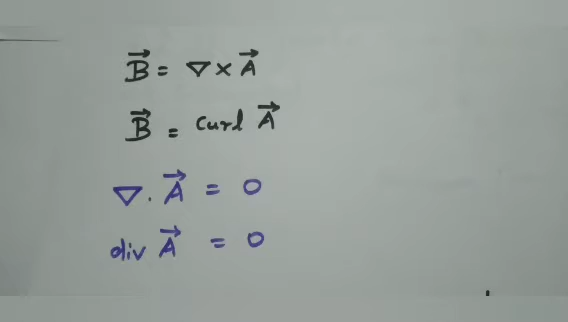 B⃗ = ∇ × A⃗
B⃗ = Curl A⃗
∇ . A⃗ = 0
div A⃗ = 0